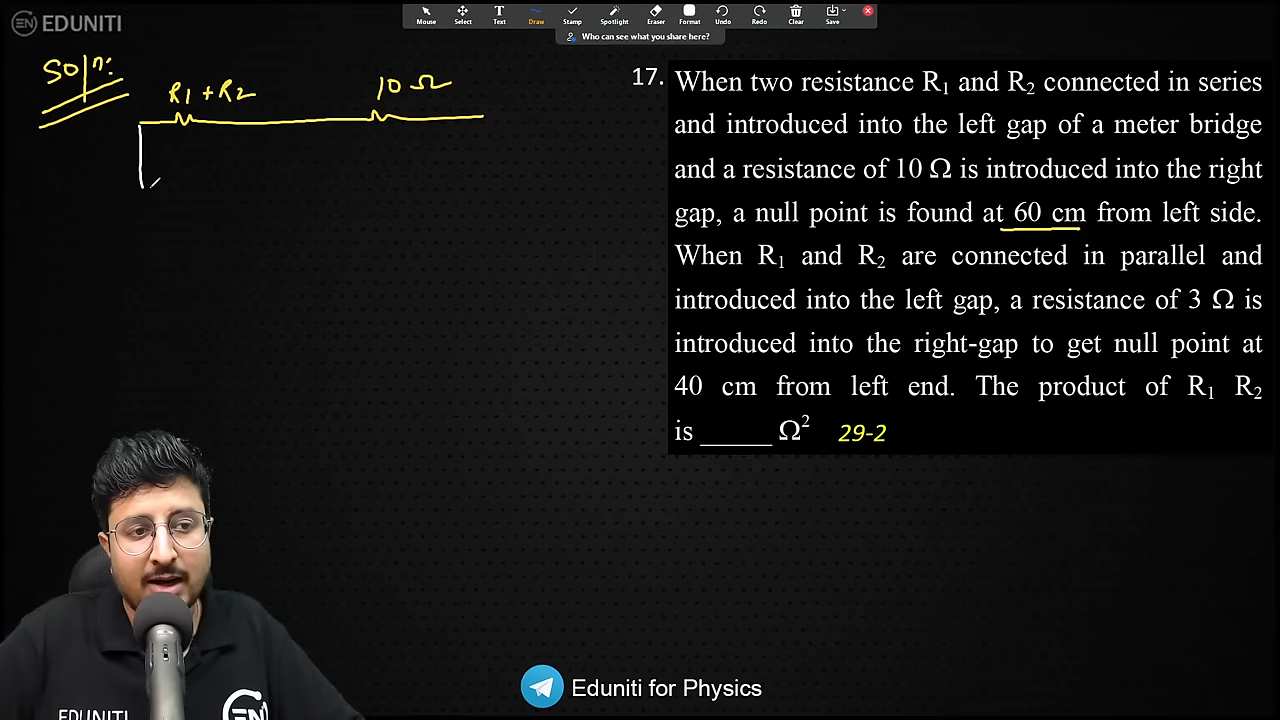 EDUNITI
Mouse Select Text Draw Stamp Spotlight Eraser Format Undo Redo Clear Save
Who can see what you share here?
Solⁿ:
R1 + R2
10 Ω
17. When two resistance R₁ and R₂ connected in series
and introduced into the left gap of a meter bridge
and a resistance of 10 Ω is introduced into the right
gap, a null point is found at 60 cm from left side.
When R₁ and R₂ are connected in parallel and
introduced into the left gap, a resistance of 3 Ω is
introduced into the right-gap to get null point at
40 cm from left end. The product of R₁ R₂
is ______ Ω² 29-2
EDUNITI
EN
Eduniti for Physics